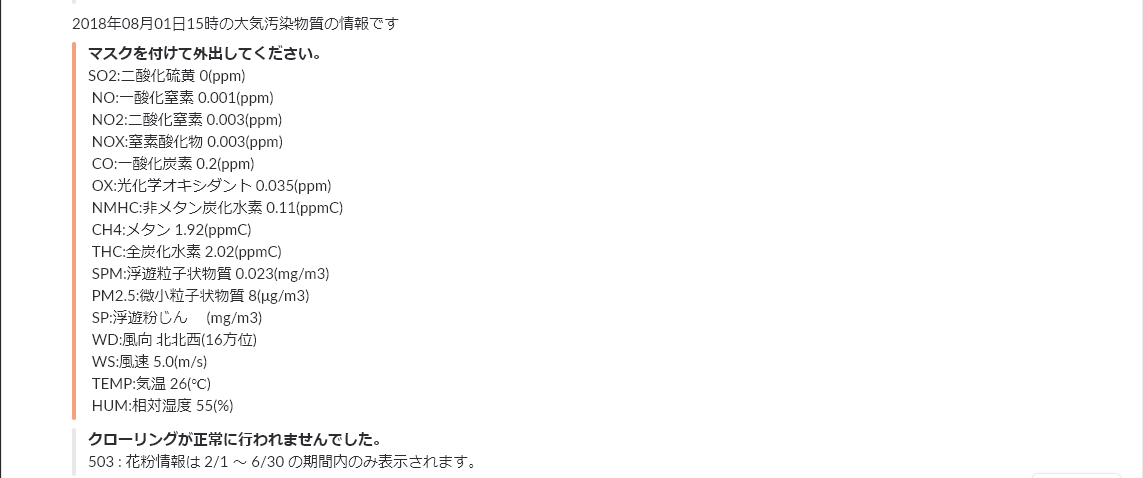 2018年08月01日15時の大気汚染物質の情報です
マスクを付けて外出してください。
SO2:二酸化硫黄 0(ppm)
NO:一酸化窒素 0.001(ppm)
NO2:二酸化窒素 0.003(ppm)
NOX:窒素酸化物 0.003(ppm)
CO:一酸化炭素 0.2(ppm)
OX:光化学オキシダント 0.035(ppm)
NMHC:非メタン炭化水素 0.11(ppmC)
CH4:メタン 1.92(ppmC)
THC:全炭化水素 2.02(ppmC)
SPM:浮遊粒子状物質 0.023(mg/m3)
PM2.5:微小粒子状物質 8(μg/m3)
SP:浮遊粉じん　(mg/m3)
WD:風向 北北西(16方位)
WS:風速 5.0(m/s)
TEMP:気温 26(℃)
HUM:相対湿度 55(%)
クローリングが正常に行われませんでした。
503 : 花粉情報は 2/1 ～ 6/30 の期間内のみ表示されます。